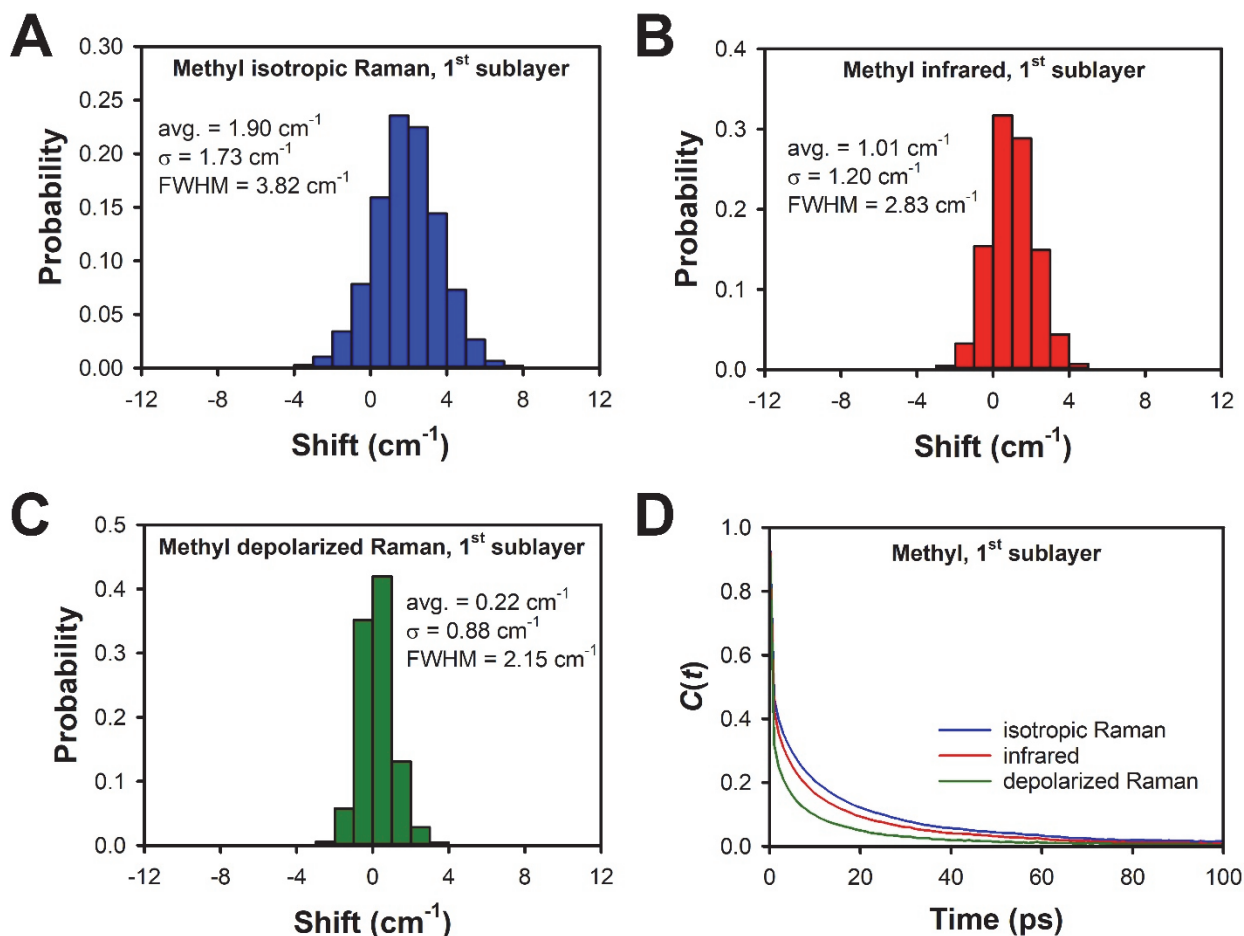 A
Methyl isotropic Raman, 1st sublayer
avg. = 1.90 cm-1
σ = 1.73 cm-1
FWHM = 3.82 cm-1
Probability
0.30
0.25
0.20
0.15
0.10
0.05
0.00
-12
-8
-4
0
4
8
12
Shift (cm-1)
B
Methyl infrared, 1st sublayer
avg. = 1.01 cm-1
σ = 1.20 cm-1
FWHM = 2.83 cm-1
Probability
0.4
0.3
0.2
0.1
0.0
-12
-8
-4
0
4
8
12
Shift (cm-1)
C
Methyl depolarized Raman, 1st sublayer
avg. = 0.22 cm-1
σ = 0.88 cm-1
FWHM = 2.15 cm-1
Probability
0.5
0.4
0.3
0.2
0.1
0.0
-12
-8
-4
0
4
8
12
Shift (cm-1)
D
Methyl, 1st sublayer
isotropic Raman
infrared
depolarized Raman
C(t)
1.0
0.8
0.6
0.4
0.2
0.0
0
20
40
60
80
100
Time (ps)